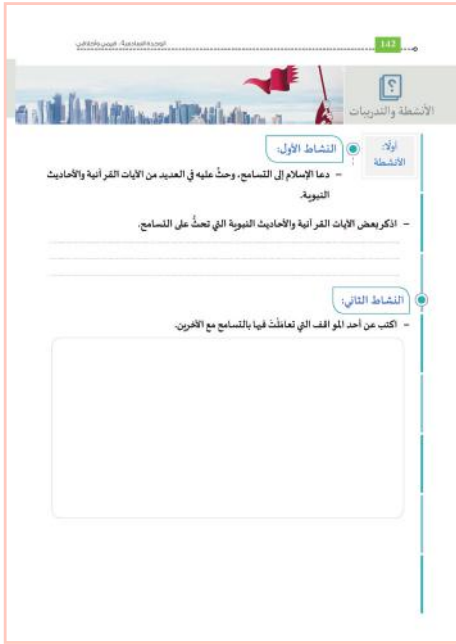 142
الوحدة السادسة: قيمي وأخلاقي
الأنشطة والتدريبات
أولًا:
الأنشطة
النشاط الأول:
- دعا الإسلام إلى التسامح، وحثَّ عليه في العديد من الآيات القرآنية والأحاديث
النبوية.
- اذكر بعض الآيات القرآنية والأحاديث النبوية التي تحثُّ على التسامح.
النشاط الثاني:
- اكتب عن أحد المواقف التي تعاملْتَ فيها بالتسامح مع الآخرين.